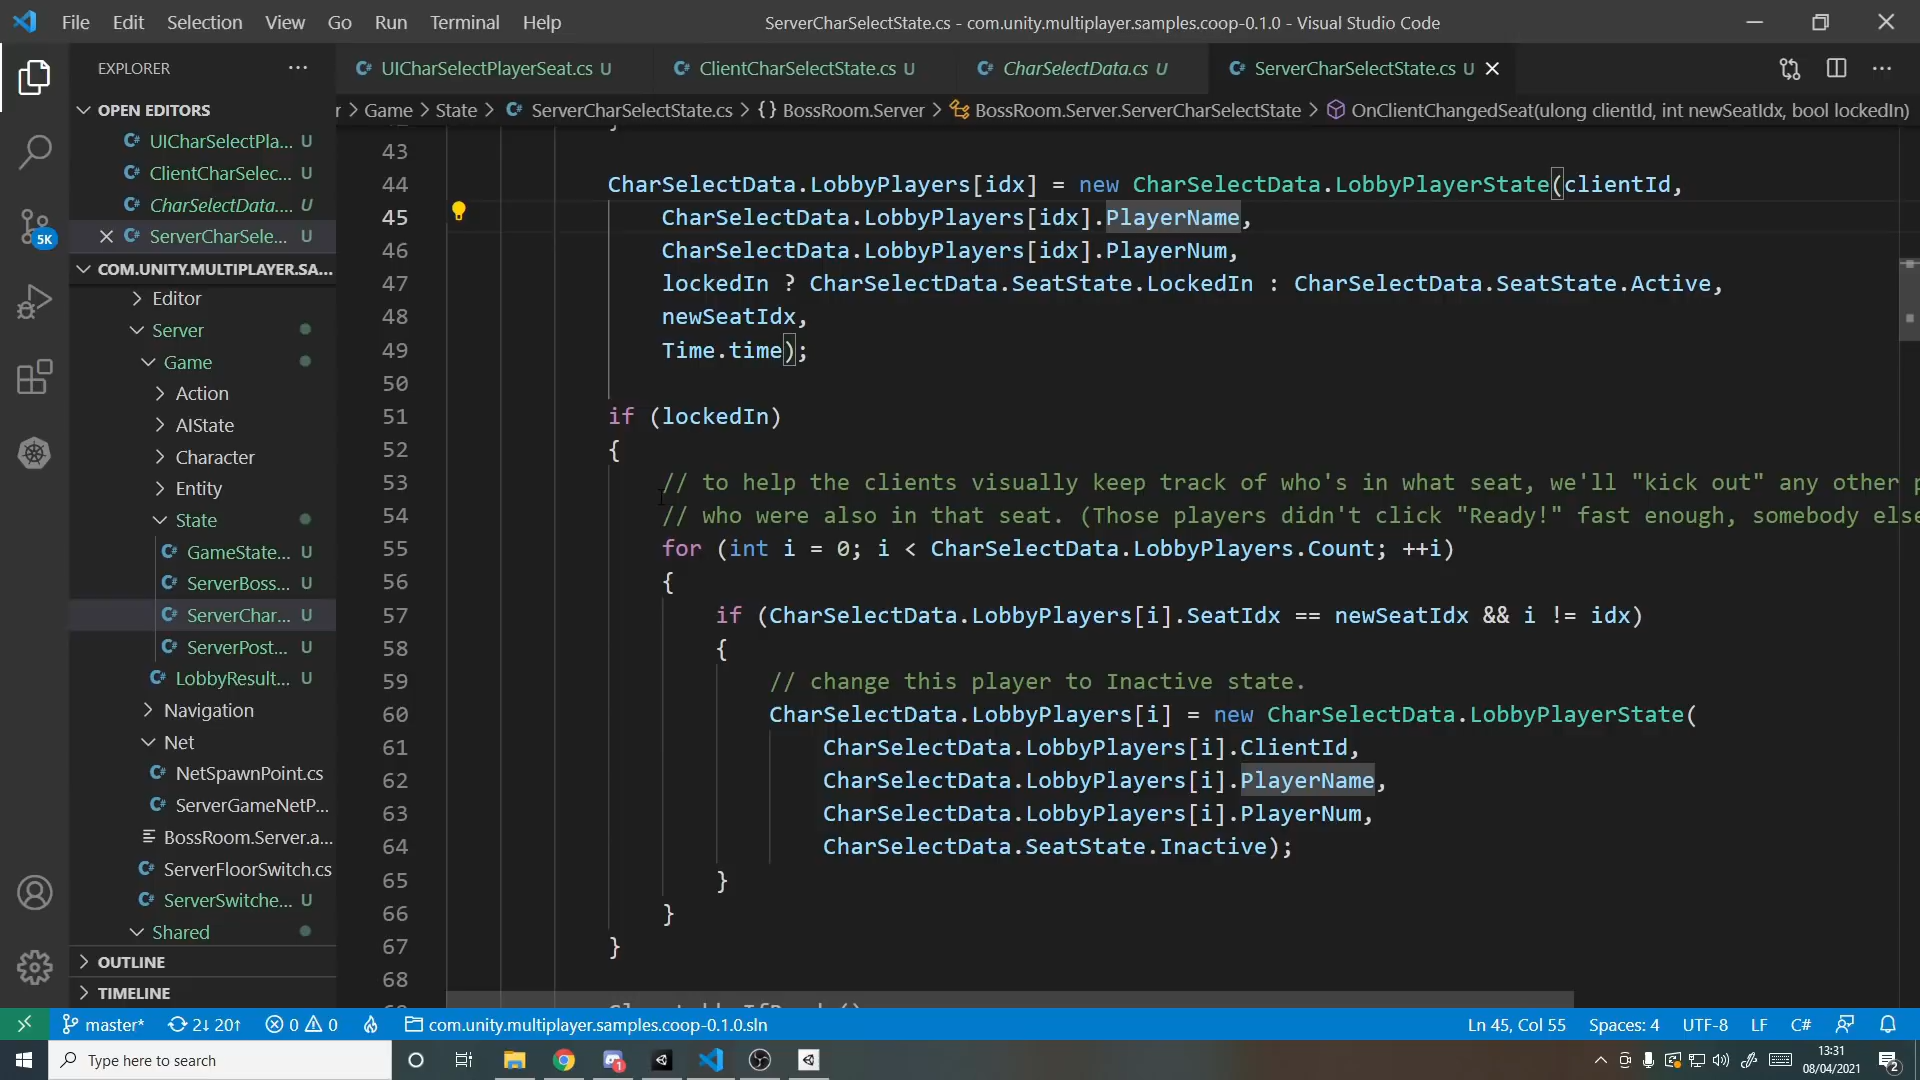 File Edit Selection View Go Run Terminal Help
ServerCharSelectState.cs - com.unity.multiplayer.samples.coop-0.1.0 - Visual Studio Code
EXPLORER
OPEN EDITORS
UICharSelectPla... U
ClientCharSelec... U
CharSelectData.... U
ServerCharSele... U
COM.UNITY.MULTIPLAYER.SA...
Editor
Server
Game
Action
AIState
Character
Entity
State
GameState... U
ServerBoss... U
ServerChar... U
ServerPost... U
LobbyResult... U
Navigation
Net
NetSpawnPoint.cs
ServerGameNetP...
BossRoom.Server.a...
ServerFloorSwitch.cs
ServerSwitche... U
Shared
OUTLINE
TIMELINE
5K
UICharSelectPlayerSeat.cs U
ClientCharSelectState.cs U
CharSelectData.cs U
ServerCharSelectState.cs U
r > Game > State > ServerCharSelectState.cs > {} BossRoom.Server > BossRoom.Server.ServerCharSelectState > OnClientChangedSeat(ulong clientId, int newSeatIdx, bool lockedIn)
43
44 CharSelectData.LobbyPlayers[idx] = new CharSelectData.LobbyPlayerState(clientId,
45 CharSelectData.LobbyPlayers[idx].PlayerName,
46 CharSelectData.LobbyPlayers[idx].PlayerNum,
47 lockedIn ? CharSelectData.SeatState.LockedIn : CharSelectData.SeatState.Active,
48 newSeatIdx,
49 Time.time);
50
51 if (lockedIn)
52 {
53 // to help the clients visually keep track of who's in what seat, we'll "kick out" any other p
54 // who were also in that seat. (Those players didn't click "Ready!" fast enough, somebody else
55 for (int i = 0; i < CharSelectData.LobbyPlayers.Count; ++i)
56 {
57 if (CharSelectData.LobbyPlayers[i].SeatIdx == newSeatIdx && i != idx)
58 {
59 // change this player to Inactive state.
60 CharSelectData.LobbyPlayers[i] = new CharSelectData.LobbyPlayerState(
61 CharSelectData.LobbyPlayers[i].ClientId,
62 CharSelectData.LobbyPlayers[i].PlayerName,
63 CharSelectData.LobbyPlayers[i].PlayerNum,
64 CharSelectData.SeatState.Inactive);
65 }
66 }
67 }
68
master* 2↓ 20↑ 0 0 com.unity.multiplayer.samples.coop-0.1.0.sln
Ln 45, Col 55 Spaces: 4 UTF-8 LF C#
Type here to search
13:31
08/04/2021
2